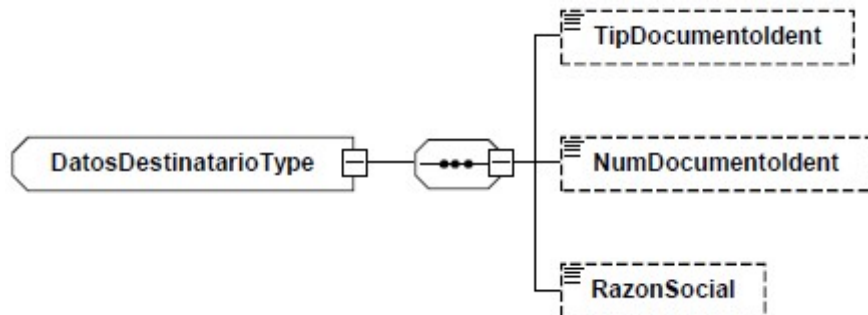 TipDocumentoIdent
DatosDestinatarioType
NumDocumentoIdent
RazonSocial